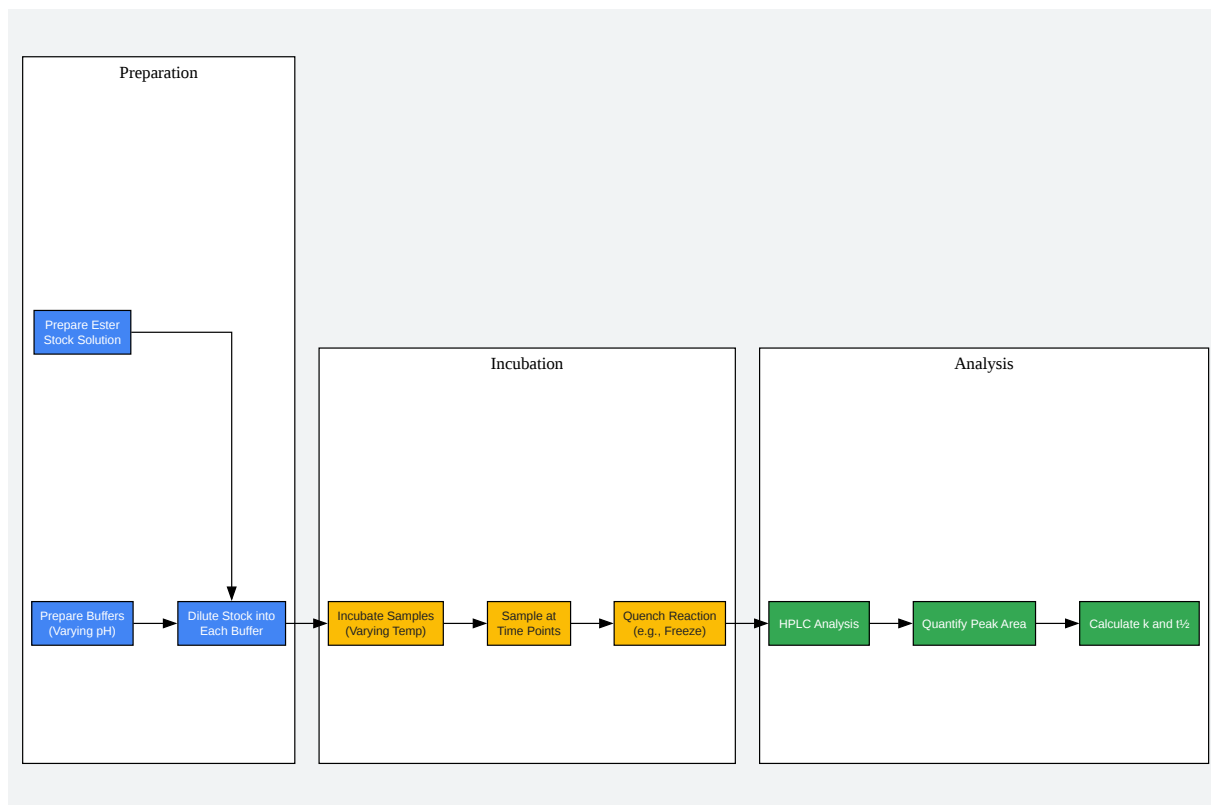 Preparation
Prepare Ester
Stock Solution
Prepare Buffers
(Varying pH)
Dilute Stock into
Each Buffer
Incubation
Incubate Samples
(Varying Temp)
Sample at
Time Points
Quench Reaction
(e.g., Freeze)
Analysis
HPLC Analysis
Quantify Peak Area
Calculate k and t½